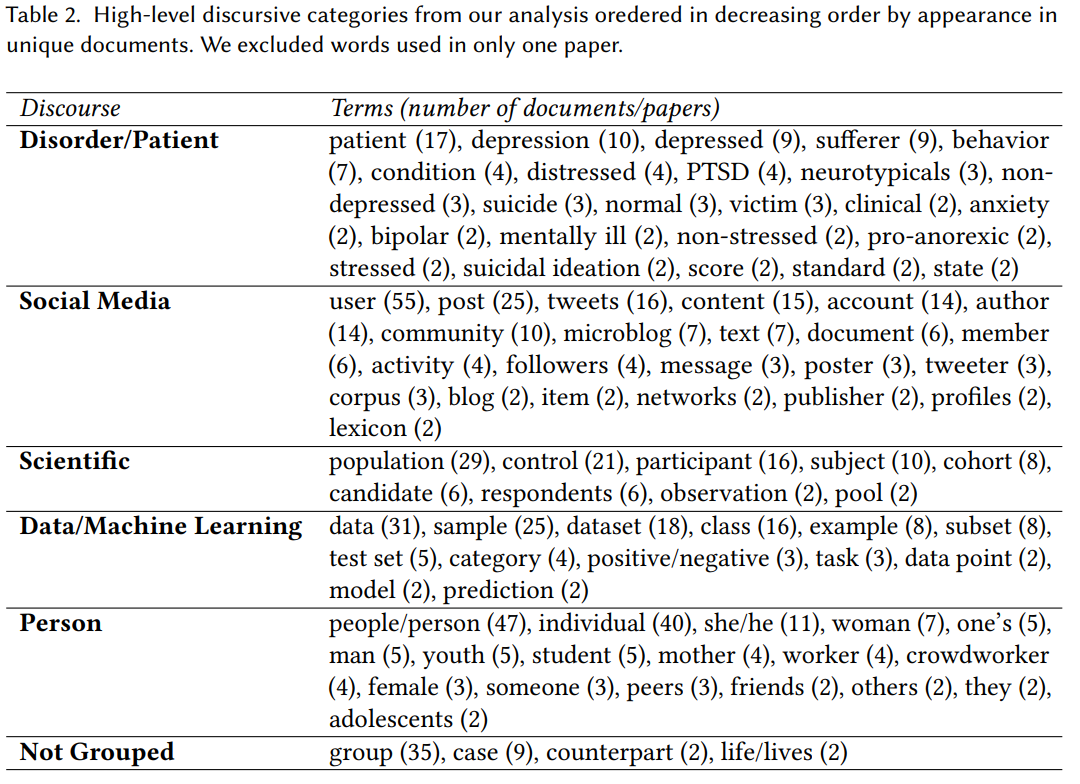 Table 2. High-level discursive categories from our analysis oredered in decreasing order by appearance in
unique documents. We excluded words used in only one paper.
Discourse Terms (number of documents/papers)
Disorder/Patient patient (17), depression (10), depressed (9), sufferer (9), behavior
(7), condition (4), distressed (4), PTSD (4), neurotypicals (3), non-
depressed (3), suicide (3), normal (3), victim (3), clinical (2), anxiety
(2), bipolar (2), mentally ill (2), non-stressed (2), pro-anorexic (2),
stressed (2), suicidal ideation (2), score (2), standard (2), state (2)
Social Media user (55), post (25), tweets (16), content (15), account (14), author
(14), community (10), microblog (7), text (7), document (6), member
(6), activity (4), followers (4), message (3), poster (3), tweeter (3),
corpus (3), blog (2), item (2), networks (2), publisher (2), profiles (2),
lexicon (2)
Scientific population (29), control (21), participant (16), subject (10), cohort (8),
candidate (6), respondents (6), observation (2), pool (2)
Data/Machine Learning data (31), sample (25), dataset (18), class (16), example (8), subset (8),
test set (5), category (4), positive/negative (3), task (3), data point (2),
model (2), prediction (2)
Person people/person (47), individual (40), she/he (11), woman (7), one's (5),
man (5), youth (5), student (5), mother (4), worker (4), crowdworker
(4), female (3), someone (3), peers (3), friends (2), others (2), they (2),
adolescents (2)
Not Grouped group (35), case (9), counterpart (2), life/lives (2)